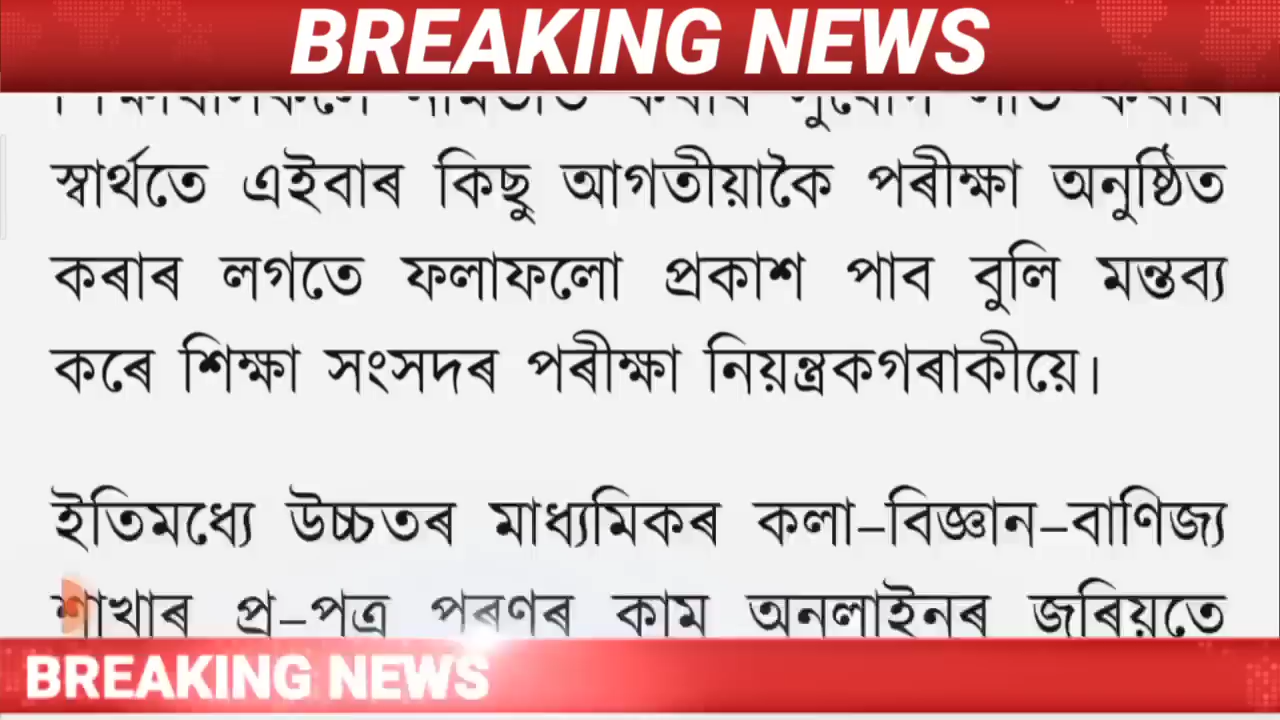 BREAKING NEWS
স্বাৰ্থতে এইবাৰ কিছু আগতীয়াকৈ পৰীক্ষা অনুষ্ঠিত
কৰাৰ লগতে ফলাফলো প্ৰকাশ পাব বুলি মন্তব্য
কৰে শিক্ষা সংসদৰ পৰীক্ষা নিয়ন্ত্ৰকগৰাকীয়ে।
ইতিমধ্যে উচ্চতৰ মাধ্যমিকৰ কলা–বিজ্ঞান–বাণিজ্য
শাখাৰ প্ৰ–পত্ৰ পৰণৰ কাম অনলাইনৰ জৰিয়তে
BREAKING NEWS